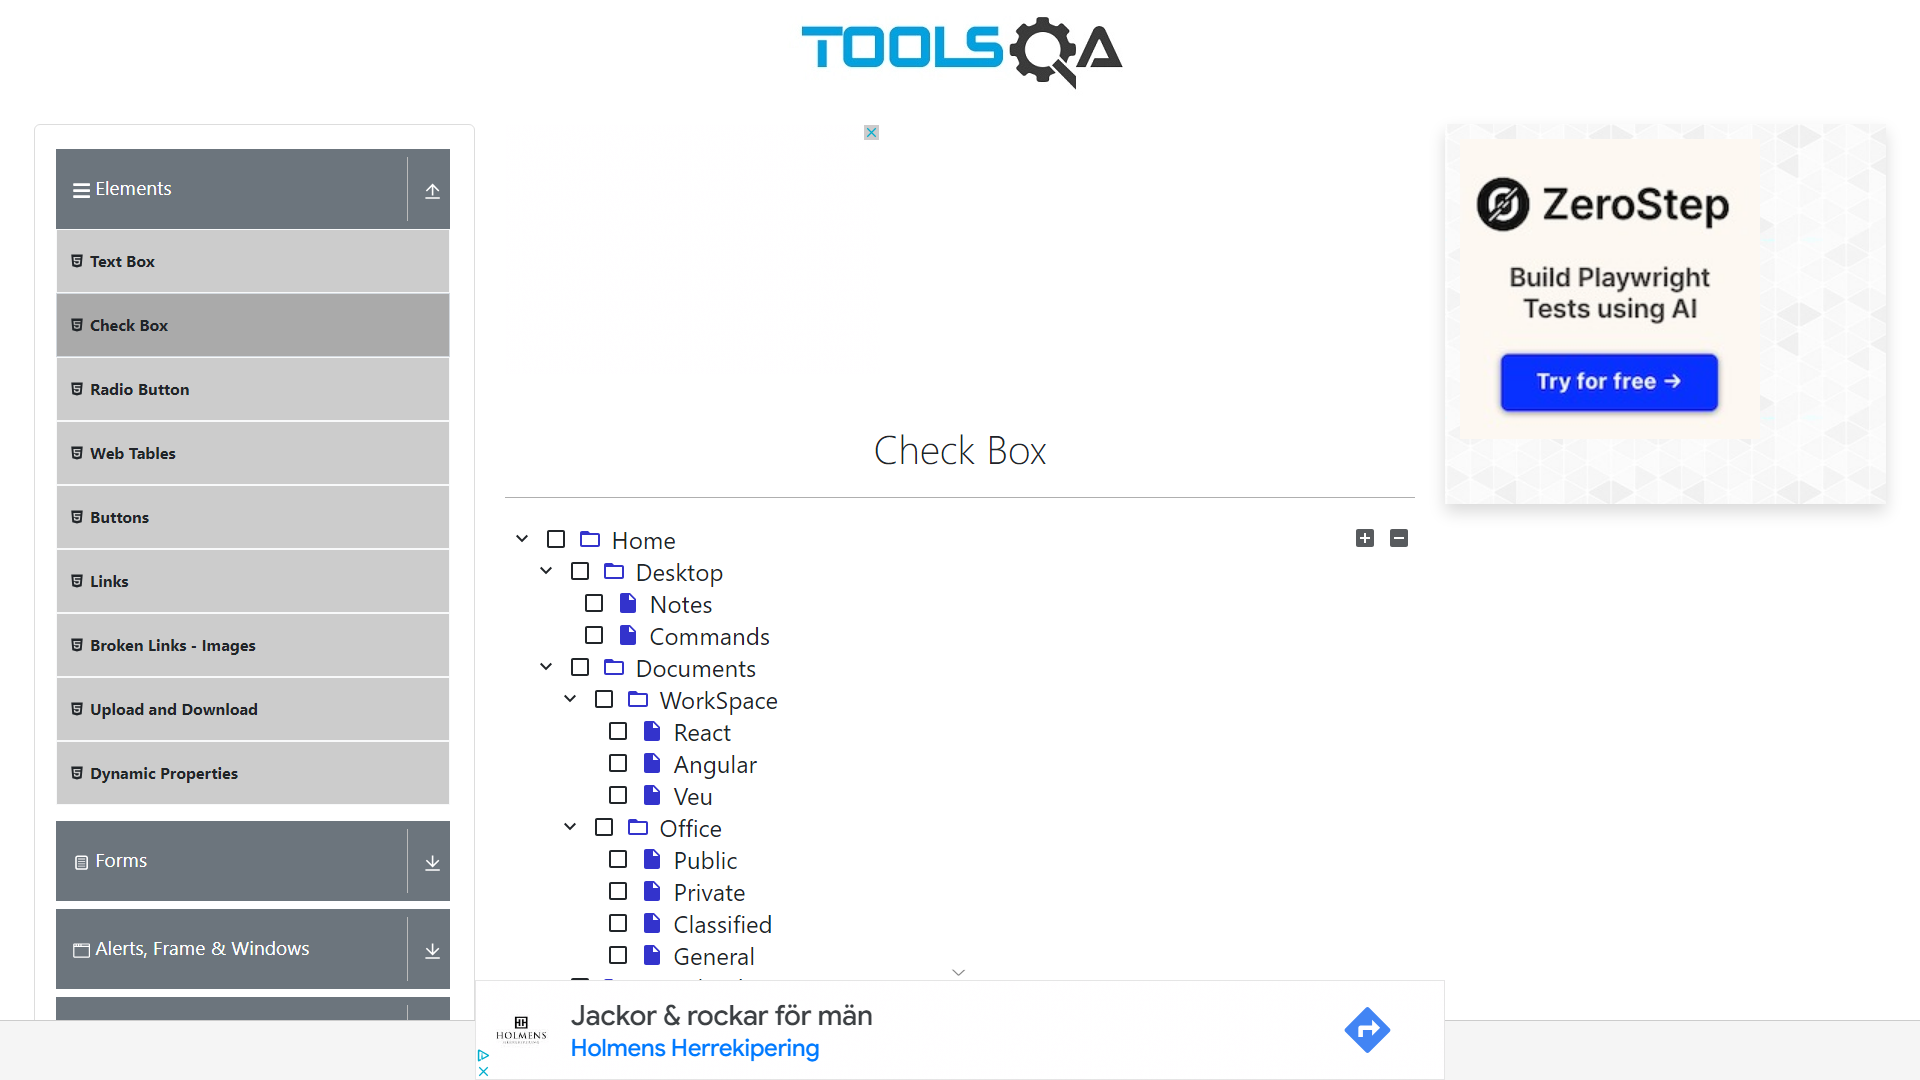 TOOLSQA
Elements
Text Box
Check Box
Radio Button
Web Tables
Buttons
Links
Broken Links - Images
Upload and Download
Dynamic Properties
Forms
Alerts, Frame & Windows
Check Box
Home
Desktop
Notes
Commands
Documents
WorkSpace
React
Angular
Veu
Office
Public
Private
Classified
General
ZeroStep
Build Playwright
Tests using AI
Try for free →
HOLMENS
Jackor & rockar för män
Holmens Herrekipering